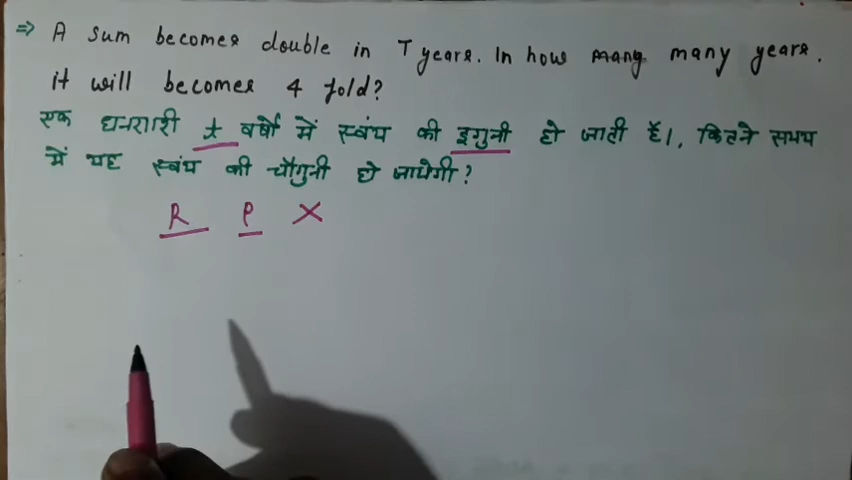 ⇒ A sum becomes double in T years. In how many years.
it will becomes 4 fold?
एक धनराशी t वर्षो में स्वंय की दुगुनी हो जाती हैं।, कितने समय
में यह स्वंय की चौगुनी हो जायेगी?
R P X